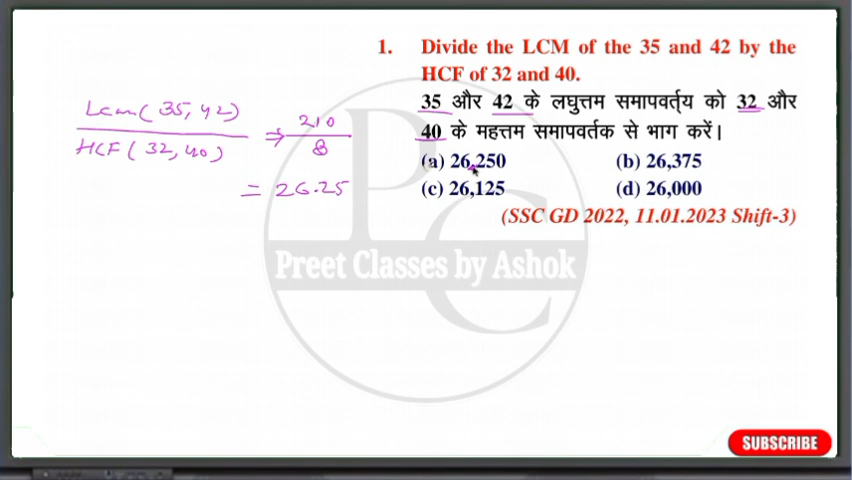 1. Divide the LCM of the 35 and 42 by the
HCF of 32 and 40.
35 और 42 के लघुत्तम समापवर्त्य को 32 और
40 के महत्तम समापवर्तक से भाग करें।
(a) 26,250 (b) 26,375
(c) 26,125 (d) 26,000
(SSC GD 2022, 11.01.2023 Shift-3)
Lcm(35,42)
HCF(32,40)
⇒ 210
8
= 26.25
Preet Classes by Ashok
SUBSCRIBE